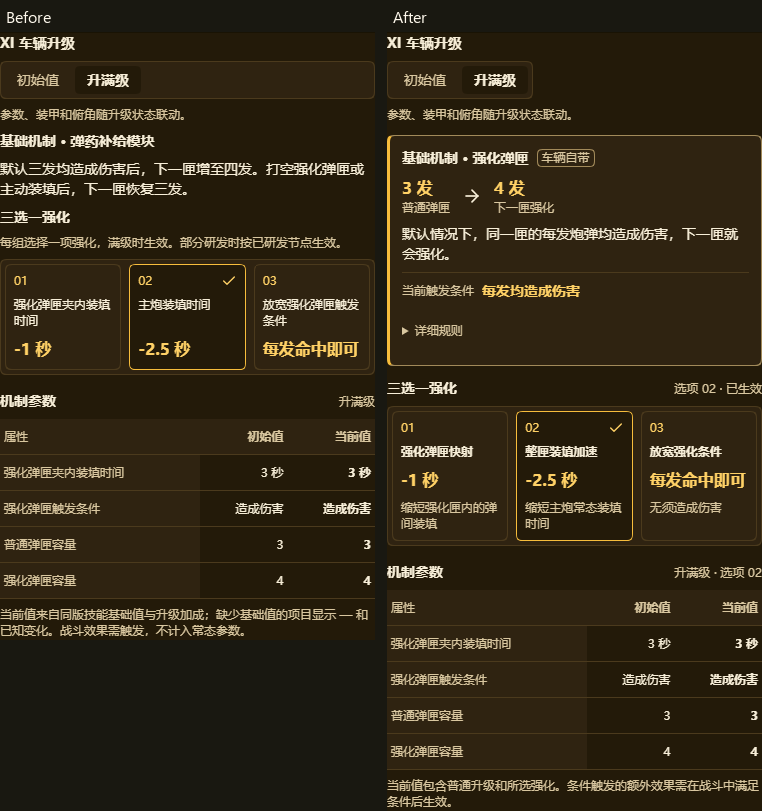 Before
XI 车辆升级
初始值 升满级
参数、装甲和俯角随升级状态联动。
基础机制 • 弹药补给模块
默认三发均造成伤害后，下一匣增至四发。打空强化弹匣或
主动装填后，下一匣恢复三发。
三选一强化
每组选择一项强化，满级时生效。部分研发时按已研发节点生效。
01
强化弹匣夹内装填
时间
-1 秒
02
主炮装填时间
-2.5 秒
03
放宽强化弹匣触发
条件
每发命中即可
机制参数 升满级
属性 初始值 当前值
强化弹匣夹内装填时间 3 秒 3 秒
强化弹匣触发条件 造成伤害 造成伤害
普通弹匣容量 3 3
强化弹匣容量 4 4
当前值来自同版技能基础值与升级加成；缺少基础值的项目显示 — 和
已知变化。战斗效果需触发，不计入常态参数。
After
XI 车辆升级
初始值 升满级
参数、装甲和俯角随升级状态联动。
基础机制 • 强化弹匣 车辆自带
3 发 → 4 发
普通弹匣 下一匣强化
默认情况下，同一匣的每发炮弹均造成伤害，下一匣就
会强化。
当前触发条件 每发均造成伤害
▶ 详细规则
三选一强化 选项 02 · 已生效
01
强化弹匣快射
-1 秒
缩短强化匣内的弹
间装填
02
整匣装填加速
-2.5 秒
缩短主炮常态装填
时间
03
放宽强化条件
每发命中即可
无须造成伤害
机制参数 升满级 · 选项 02
属性 初始值 当前值
强化弹匣夹内装填时间 3 秒 3 秒
强化弹匣触发条件 造成伤害 造成伤害
普通弹匣容量 3 3
强化弹匣容量 4 4
当前值包含普通升级和所选强化。条件触发的额外效果需在战斗中满足
条件后生效。